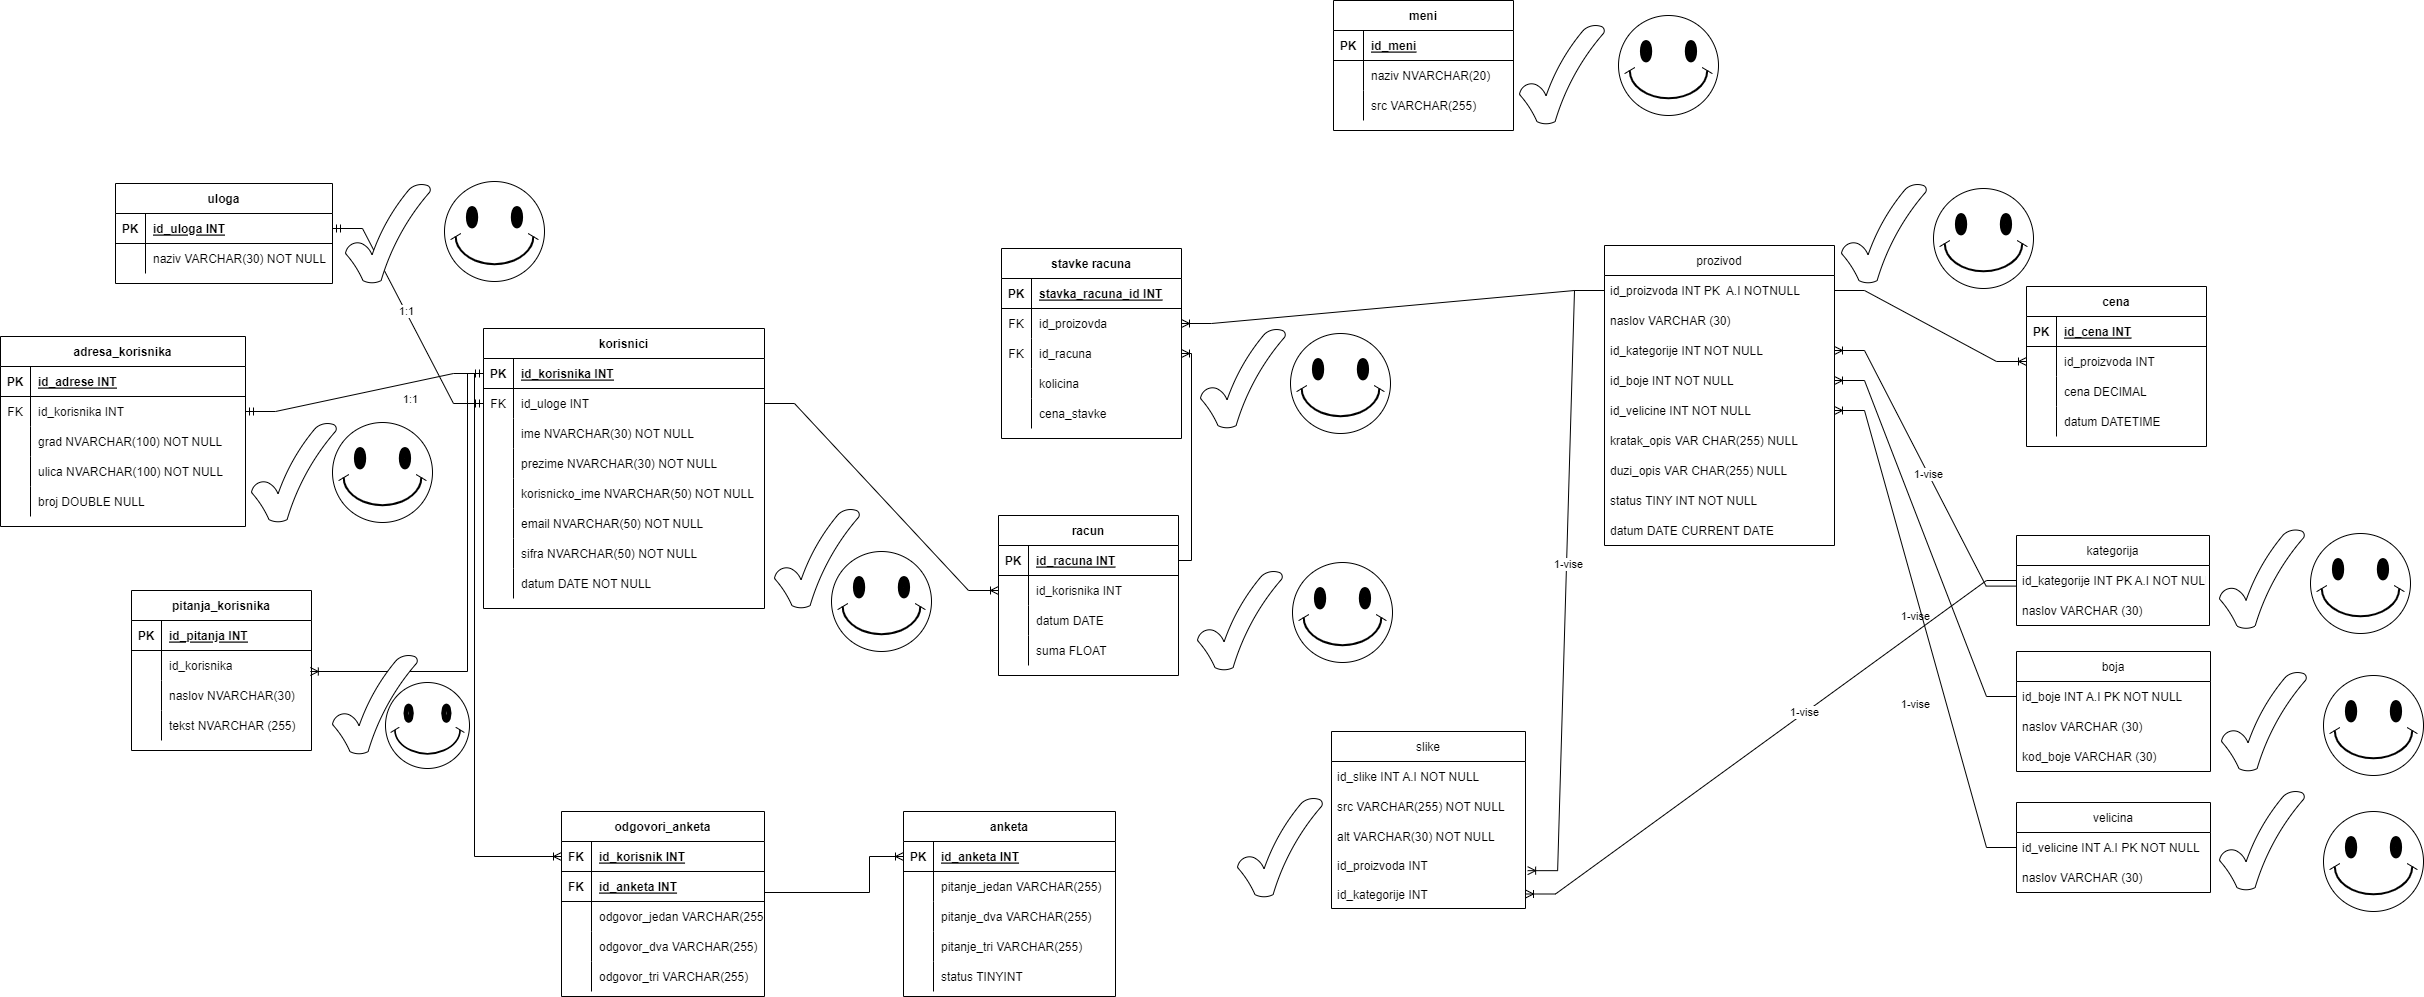 meni
PK id_meni
naziv NVARCHAR(20)
src VARCHAR(255)
uloga
PK id_uloga INT
naziv VARCHAR(30) NOT NULL
1:1
adresa_korisnika
PK id_adrese INT
FK id_korisnika INT
grad NVARCHAR(100) NOT NULL
ulica NVARCHAR(100) NOT NULL
broj DOUBLE NULL
1:1
korisnici
PK id_korisnika INT
FK id_uloge INT
ime NVARCHAR(30) NOT NULL
prezime NVARCHAR(30) NOT NULL
korisnicko_ime NVARCHAR(50) NOT NULL
email NVARCHAR(50) NOT NULL
sifra NVARCHAR(50) NOT NULL
datum DATE NOT NULL
pitanja_korisnika
PK id_pitanja INT
id_korisnika
naslov NVARCHAR(30)
tekst NVARCHAR (255)
odgovori_anketa
FK id_korisnik INT
FK id_anketa INT
odgovor_jedan VARCHAR(255
odgovor_dva VARCHAR(255)
odgovor_tri VARCHAR(255)
anketa
PK id_anketa INT
pitanje_jedan VARCHAR(255)
pitanje_dva VARCHAR(255)
pitanje_tri VARCHAR(255)
status TINYINT
stavke racuna
PK stavka_racuna_id INT
FK id_proizovda
FK id_racuna
kolicina
cena_stavke
racun
PK id_racuna INT
id_korisnika INT
datum DATE
suma FLOAT
prozivod
id_proizvoda INT PK A.I NOTNULL
naslov VARCHAR (30)
id_kategorije INT NOT NULL
id_boje INT NOT NULL
id_velicine INT NOT NULL
kratak_opis VAR CHAR(255) NULL
duzi_opis VAR CHAR(255) NULL
status TINY INT NOT NULL
datum DATE CURRENT DATE
cena
PK id_cena INT
id_proizvoda INT
cena DECIMAL
datum DATETIME
1-vise
1-vise
1-vise
1-vise
1-vise
kategorija
id_kategorije INT PK A.I NOT NUL
naslov VARCHAR (30)
boja
id_boje INT A.I PK NOT NULL
naslov VARCHAR (30)
kod_boje VARCHAR (30)
velicina
id_velicine INT A.I PK NOT NULL
naslov VARCHAR (30)
slike
id_slike INT A.I NOT NULL
src VARCHAR(255) NOT NULL
alt VARCHAR(30) NOT NULL
id_proizvoda INT
id_kategorije INT